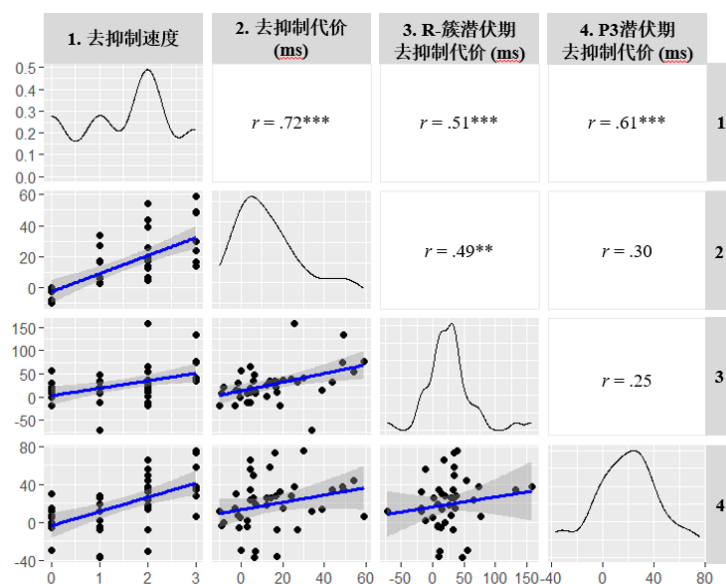 1. 去抑制速度
2. 去抑制代价
(ms)
3. R-簇潜伏期
去抑制代价 (ms)
4. P3潜伏期
去抑制代价 (ms)
0.5
0.4
0.3
0.2
0.1
0.0
r = .72***
r = .51***
r = .61***
1
60
40
20
0
r = .49**
r = .30
2
150
100
50
0
-50
r = .25
3
80
40
0
-40
4
0 1 2 3
0 20 40 60
-50 0 50 100 150
-40 0 40 80